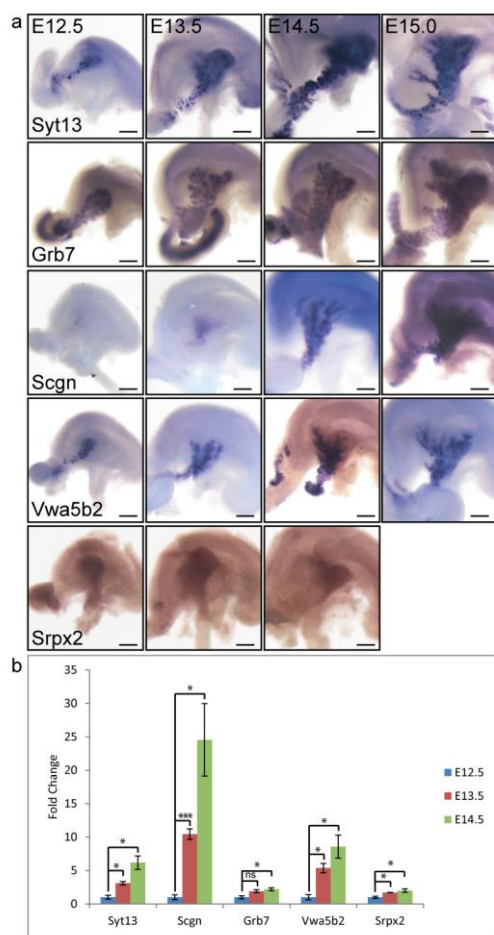 a
E12.5 E13.5 E14.5 E15.0
Syt13
Grb7
Scgn
Vwa5b2
Srpx2
b
35
30
25
20
15
10
5
0
Fold Change
* *
*** *
ns *
* *
* *
Syt13 Scgn Grb7 Vwa5b2 Srpx2
E12.5
E13.5
E14.5